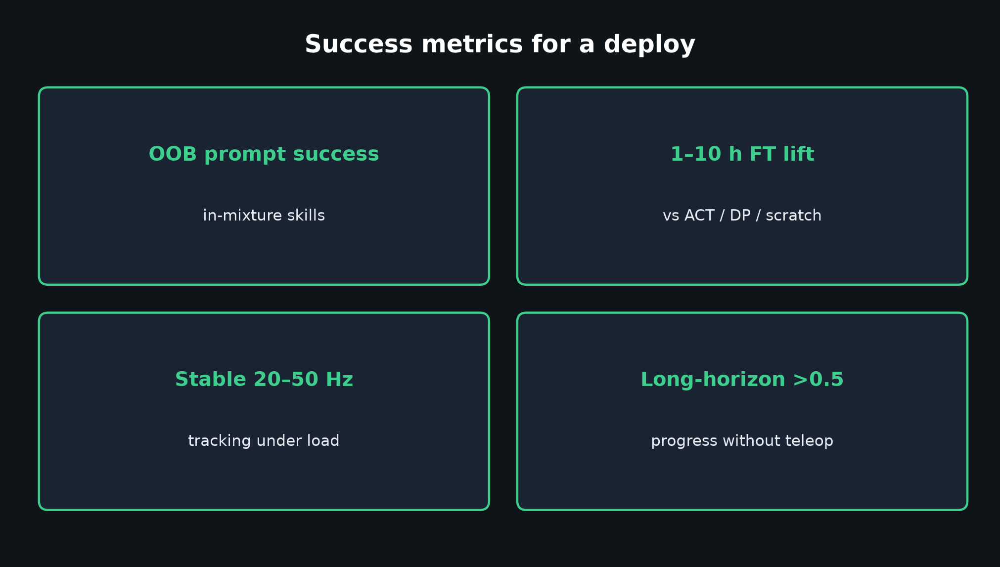 Success metrics for a deploy
OOB prompt success
in-mixture skills
1–10 h FT lift
vs ACT / DP / scratch
Stable 20–50 Hz
tracking under load
Long-horizon >0.5
progress without teleop